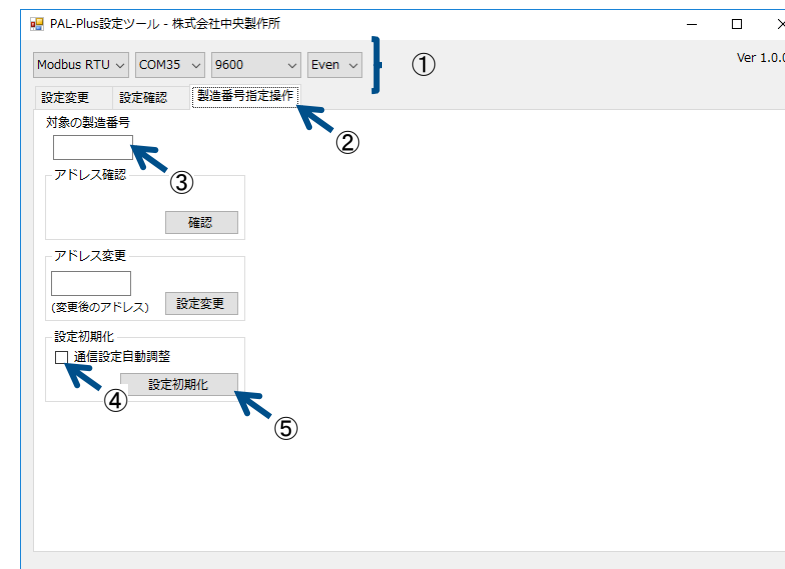 PAL-Plus設定ツール - 株式会社中央製作所
Modbus RTU COM35 9600 Even ① Ver 1.0.0
設定変更 設定確認 製造番号指定操作
②
対象の製造番号
③
アドレス確認
確認
アドレス変更
(変更後のアドレス) 設定変更
設定初期化
通信設定自動調整
④
設定初期化
⑤